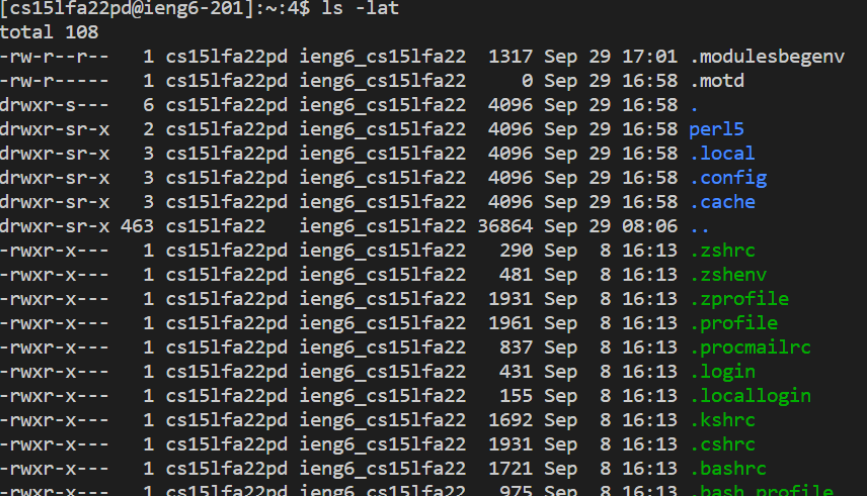 [cs15lfa22pd@ieng6-201]:~:4$ ls -lat
total 108
-rw-r--r--   1 cs15lfa22pd ieng6_cs15lfa22  1317 Sep 29 17:01 .modulesbegenv
-rw-r-----   1 cs15lfa22pd ieng6_cs15lfa22     0 Sep 29 16:58 .motd
drwxr-s---   6 cs15lfa22pd ieng6_cs15lfa22  4096 Sep 29 16:58 .
drwxr-sr-x   2 cs15lfa22pd ieng6_cs15lfa22  4096 Sep 29 16:58 perl5
drwxr-sr-x   3 cs15lfa22pd ieng6_cs15lfa22  4096 Sep 29 16:58 .local
drwxr-sr-x   3 cs15lfa22pd ieng6_cs15lfa22  4096 Sep 29 16:58 .config
drwxr-sr-x   3 cs15lfa22pd ieng6_cs15lfa22  4096 Sep 29 16:58 .cache
drwxr-sr-x 463 cs15lfa22   ieng6_cs15lfa22 36864 Sep 29 08:06 ..
-rwxr-x---   1 cs15lfa22pd ieng6_cs15lfa22   290 Sep  8 16:13 .zshrc
-rwxr-x---   1 cs15lfa22pd ieng6_cs15lfa22   481 Sep  8 16:13 .zshenv
-rwxr-x---   1 cs15lfa22pd ieng6_cs15lfa22  1931 Sep  8 16:13 .zprofile
-rwxr-x---   1 cs15lfa22pd ieng6_cs15lfa22  1961 Sep  8 16:13 .profile
-rwxr-x---   1 cs15lfa22pd ieng6_cs15lfa22   837 Sep  8 16:13 .procmailrc
-rwxr-x---   1 cs15lfa22pd ieng6_cs15lfa22   431 Sep  8 16:13 .login
-rwxr-x---   1 cs15lfa22pd ieng6_cs15lfa22   155 Sep  8 16:13 .locallogin
-rwxr-x---   1 cs15lfa22pd ieng6_cs15lfa22  1692 Sep  8 16:13 .kshrc
-rwxr-x---   1 cs15lfa22pd ieng6_cs15lfa22  1931 Sep  8 16:13 .cshrc
-rwxr-x---   1 cs15lfa22pd ieng6_cs15lfa22  1721 Sep  8 16:13 .bashrc
-rwxr-x---   1 cs15lfa22pd ieng6_cs15lfa22   975 Sep  8 16:13 .bash_profile